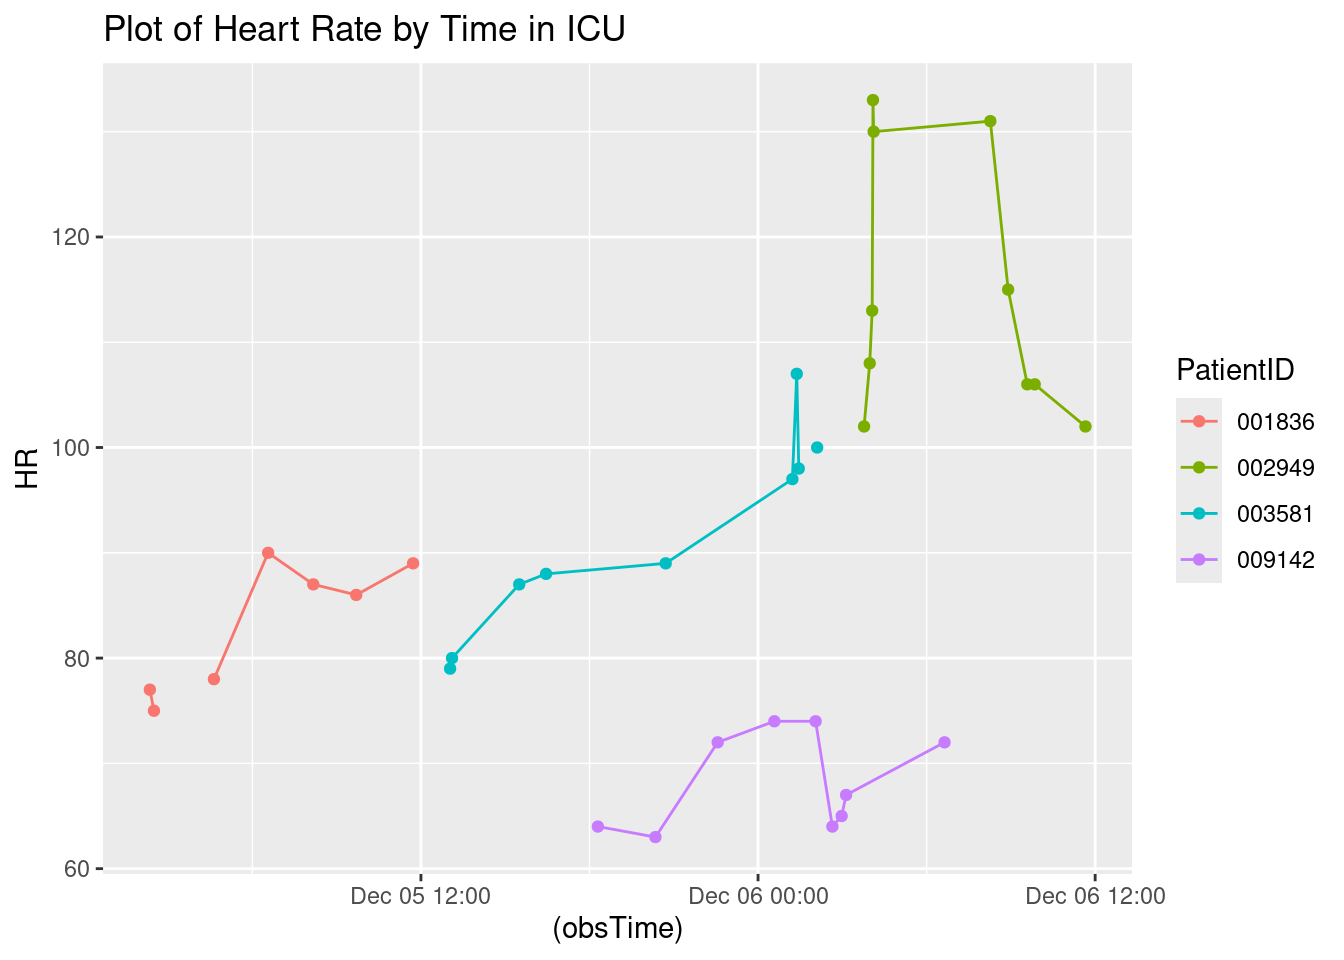 Plot of Heart Rate by Time in ICU
120
100
80
60
HR
Dec 05 12:00
Dec 06 00:00
Dec 06 12:00
(obsTime)
PatientID
001836
002949
003581
009142